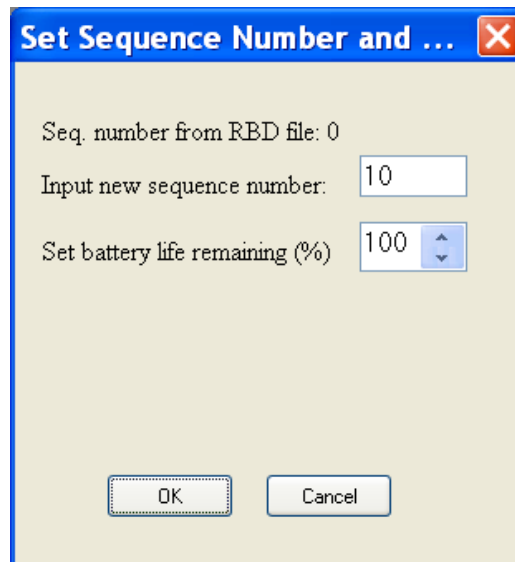 Set Sequence Number and ...
Seq. number from RBD file: 0
Input new sequence number: 10
Set battery life remaining (%) 100
OK Cancel